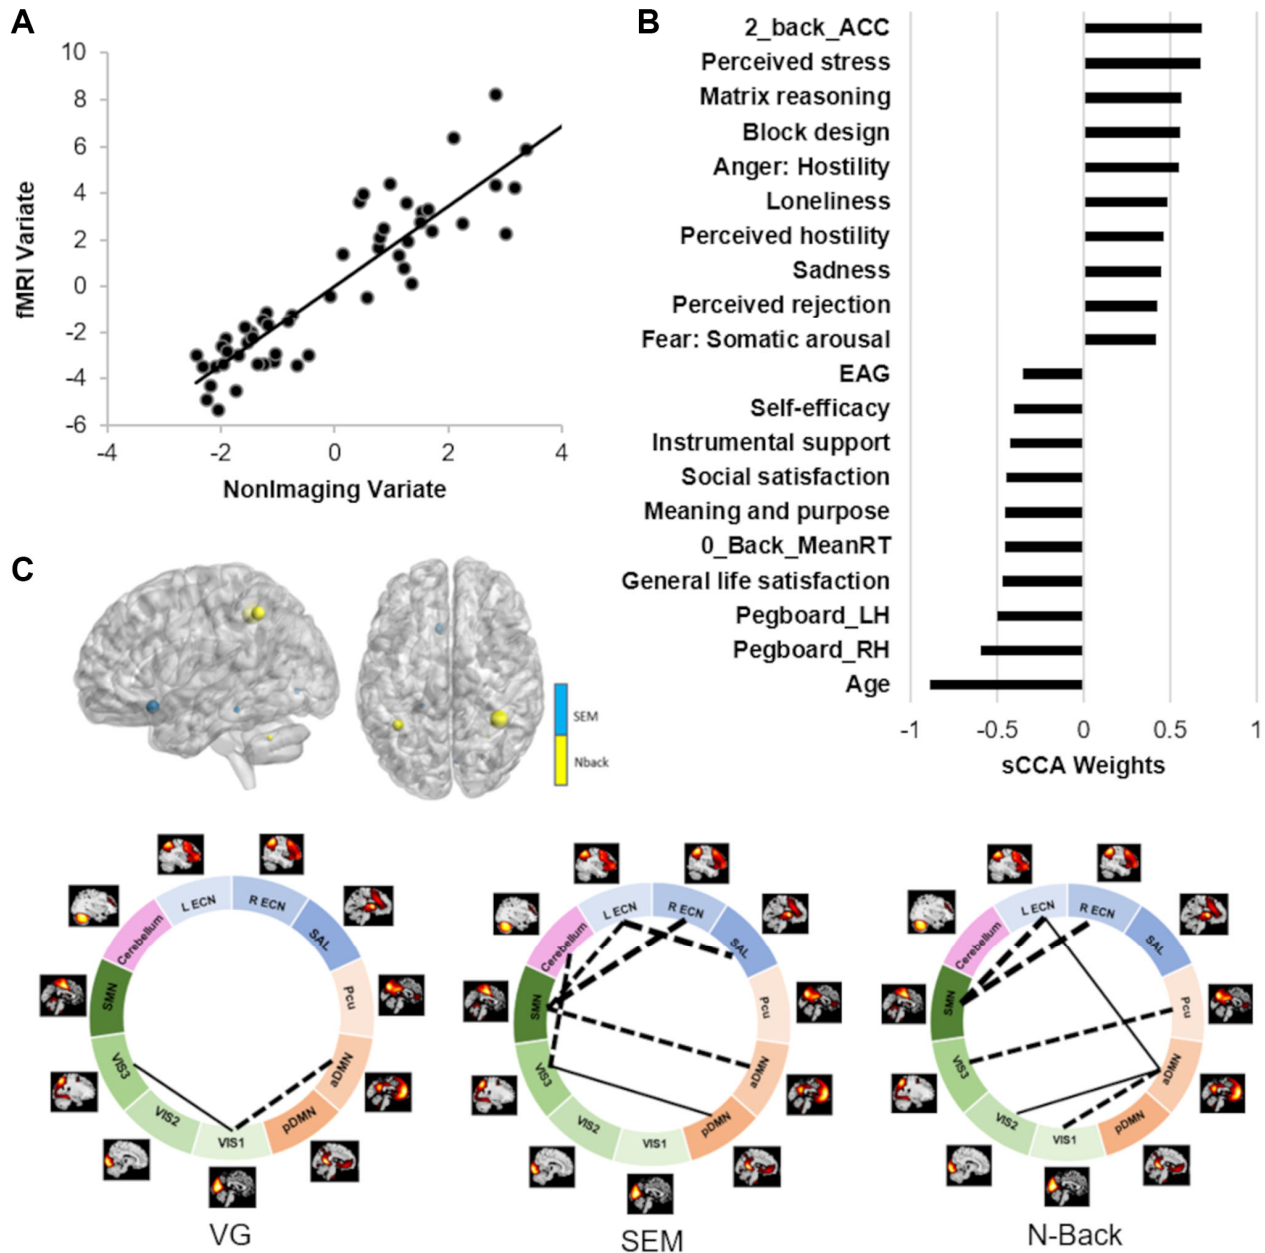 A
10
8
6
4
2
0
-2
-4
-6
-4
-2
0
2
4
fMRI Variate
NonImaging Variate
B
2_back_ACC
Perceived stress
Matrix reasoning
Block design
Anger: Hostility
Loneliness
Perceived hostility
Sadness
Perceived rejection
Fear: Somatic arousal
EAG
Self-efficacy
Instrumental support
Social satisfaction
Meaning and purpose
0_Back_MeanRT
General life satisfaction
Pegboard_LH
Pegboard_RH
Age
-1
-0.5
0
0.5
1
sCCA Weights
C
SEM
Nback
L ECN
R ECN
SAL
Pcu
aDMN
pDMN
VIS1
VIS2
VIS3
SMN
Cerebellum
VG
L ECN
R ECN
SAL
Pcu
aDMN
pDMN
VIS1
VIS2
VIS3
SMN
Cerebellum
SEM
L ECN
R ECN
SAL
Pcu
aDMN
pDMN
VIS1
VIS2
VIS3
SMN
Cerebellum
N-Back